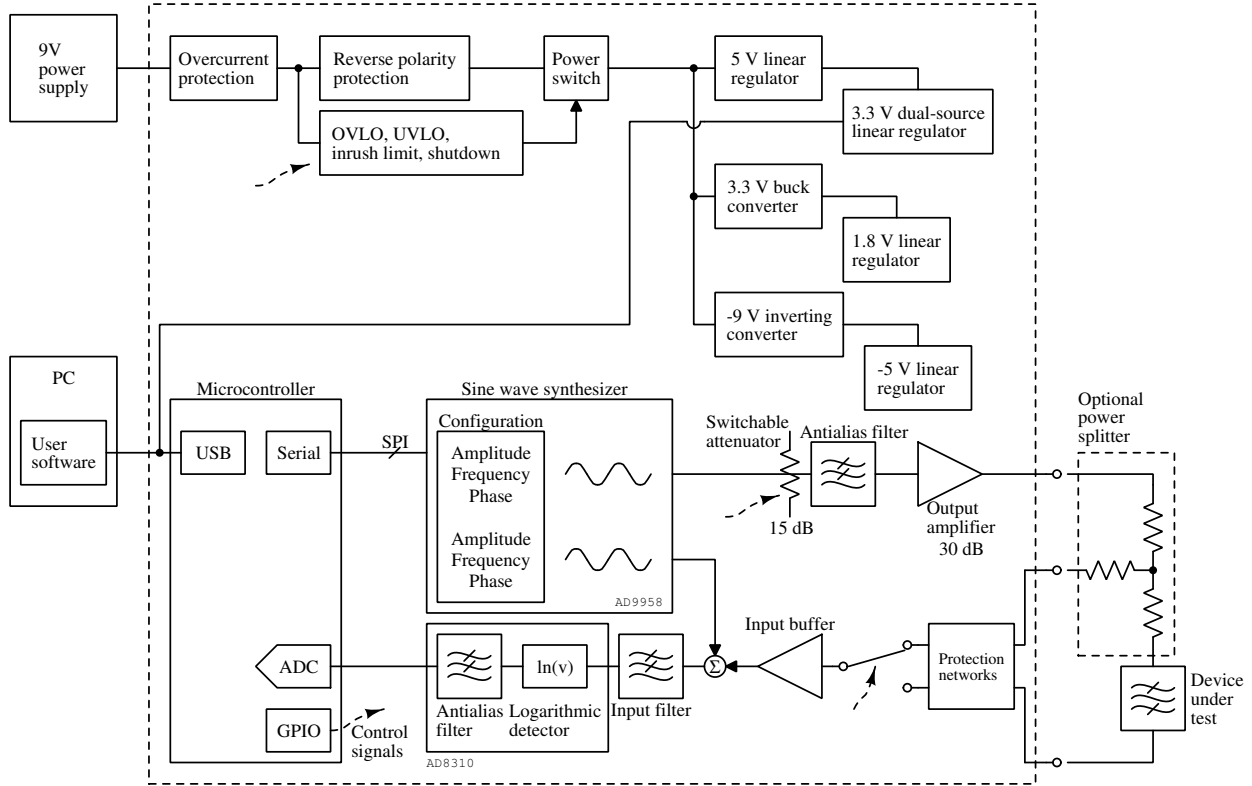 9V
power
supply
Overcurrent
protection
Reverse polarity
protection
Power
switch
5 V linear
regulator
3.3 V dual-source
linear regulator
OVLO, UVLO,
inrush limit, shutdown
3.3 V buck
converter
1.8 V linear
regulator
-9 V inverting
converter
-5 V linear
regulator
PC
User
software
Microcontroller
USB
Serial
SPI
Sine wave synthesizer
Configuration
Amplitude
Frequency
Phase
Amplitude
Frequency
Phase
AD9958
Switchable
attenuator
15 dB
Antialias filter
Output
amplifier
30 dB
Optional
power
splitter
ADC
GPIO
Control
signals
Antialias
filter
ln(v)
Logarithmic
detector
AD8310
Input filter
Σ
Input buffer
Protection
networks
Device
under
test